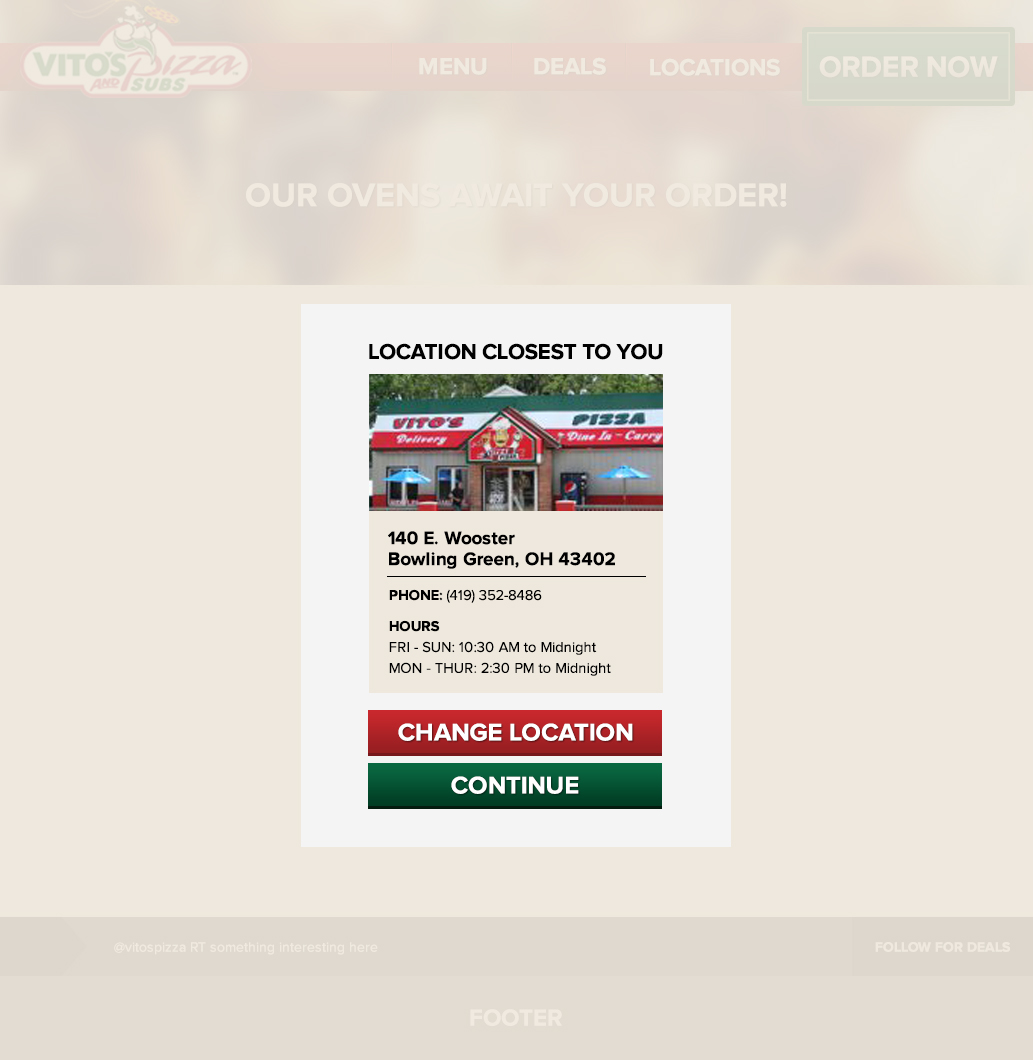 VITO'S Pizza
AND SUBS
MENU
DEALS
LOCATIONS
ORDER NOW
OUR OVENS AWAIT YOUR ORDER!
LOCATION CLOSEST TO YOU
VITO'S PIZZA
Delivery
Dine In - Carry
140 E. Wooster
Bowling Green, OH 43402
PHONE: (419) 352-8486
HOURS
FRI - SUN: 10:30 AM to Midnight
MON - THUR: 2:30 PM to Midnight
CHANGE LOCATION
CONTINUE
@vitospizza RT something interesting here
FOLLOW FOR DEALS
FOOTER